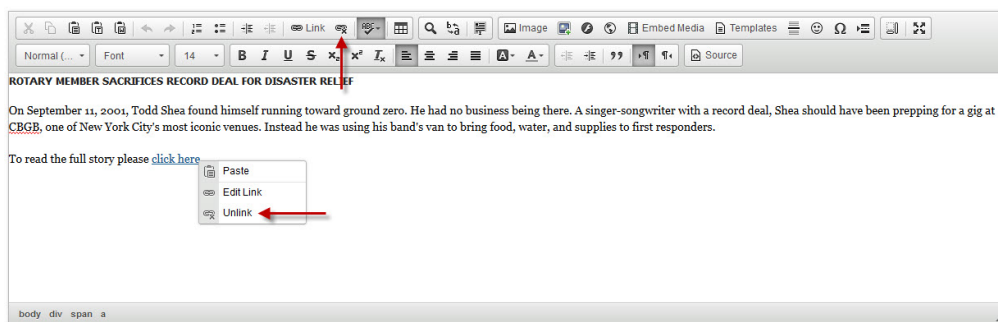 Link ABC Image Embed Media Templates Ω
Normal (... Font 14 B I U S x₂ x² Iₓ A A Source
ROTARY MEMBER SACRIFICES RECORD DEAL FOR DISASTER RELIEF
On September 11, 2001, Todd Shea found himself running toward ground zero. He had no business being there. A singer-songwriter with a record deal, Shea should have been prepping for a gig at
CBGB, one of New York City's most iconic venues. Instead he was using his band's van to bring food, water, and supplies to first responders.
To read the full story please click here
Paste
Edit Link
Unlink
body div span a